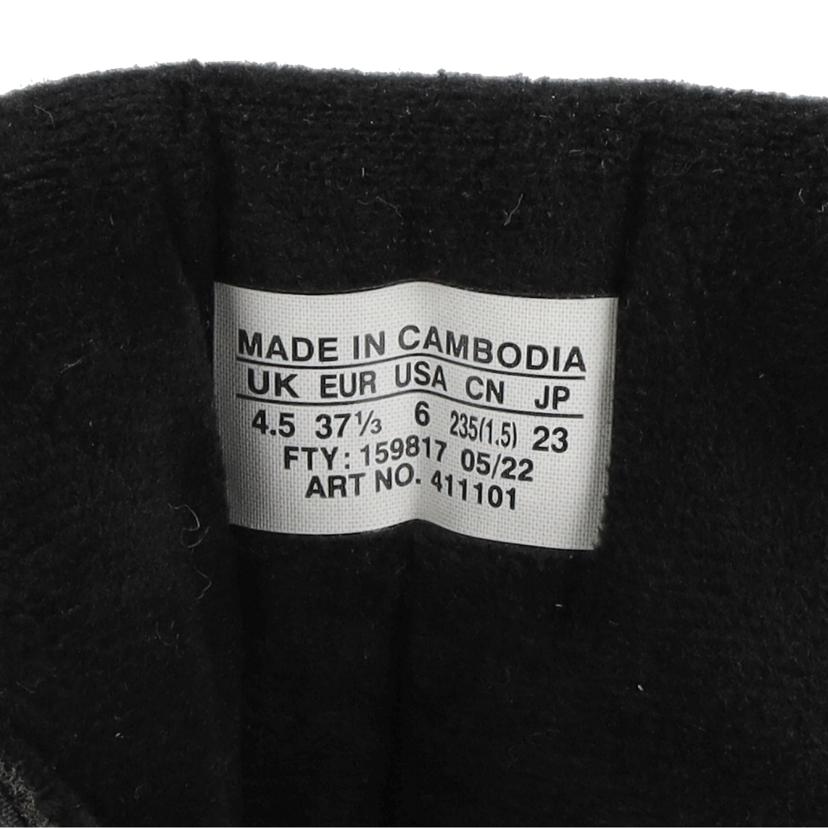 MADE IN CAMBODIA
UK EUR USA CN JP
4.5 37⅓ 6 235(1.5) 23
FTY: 159817 05/22
ART NO. 411101